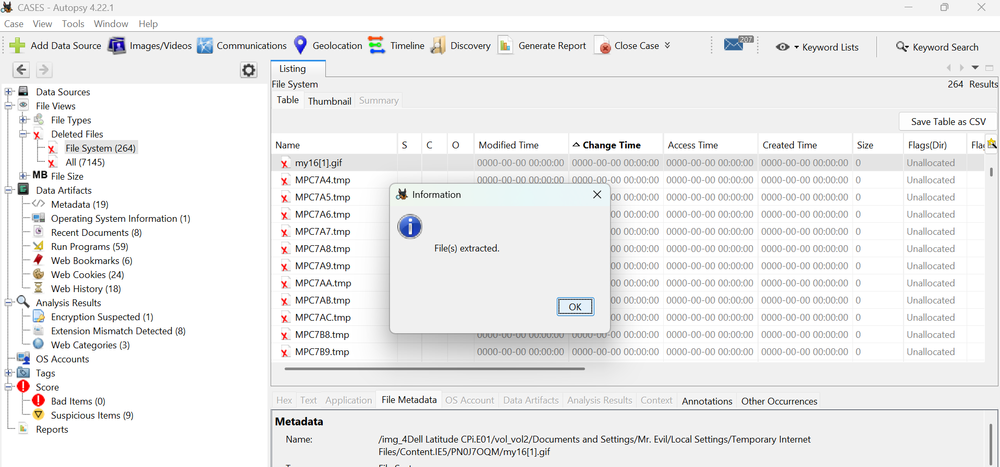 CASES - Autopsy 4.22.1
Case View Tools Window Help
Add Data Source Images/Videos Communications Geolocation Timeline Discovery Generate Report Close Case 207 Keyword Lists Keyword Search
Listing
File System 264 Results
Table Thumbnail Summary
Save Table as CSV
Data Sources
File Views
File Types
Deleted Files
File System (264)
All (7145)
MB File Size
Data Artifacts
Metadata (19)
Operating System Information (1)
Recent Documents (8)
Run Programs (59)
Web Bookmarks (6)
Web Cookies (24)
Web History (18)
Analysis Results
Encryption Suspected (1)
Extension Mismatch Detected (8)
Web Categories (3)
OS Accounts
Tags
Score
Bad Items (0)
Suspicious Items (9)
Reports
Name S C O Modified Time Change Time Access Time Created Time Size Flags(Dir)
my16[1].gif 0000-00-00 00:00:00 0000-00-00 00:00:00 0000-00-00 00:00:00 0000-00-00 00:00:00 0 Unallocated
MPC7A4.tmp 0000-00-00 00:00:00 0000-00-00 00:00:00 0000-00-00 00:00:00 0000-00-00 00:00:00 0 Unallocated
MPC7A5.tmp 00 00:00:00 0000-00-00 00:00:00 0000-00-00 00:00:00 0 Unallocated
MPC7A6.tmp 00 00:00:00 0000-00-00 00:00:00 0000-00-00 00:00:00 0 Unallocated
MPC7A7.tmp 00 00:00:00 0000-00-00 00:00:00 0000-00-00 00:00:00 0 Unallocated
MPC7A8.tmp 00 00:00:00 0000-00-00 00:00:00 0000-00-00 00:00:00 0 Unallocated
MPC7A9.tmp 00 00:00:00 0000-00-00 00:00:00 0000-00-00 00:00:00 0 Unallocated
MPC7AA.tmp 00 00:00:00 0000-00-00 00:00:00 0000-00-00 00:00:00 0 Unallocated
MPC7AB.tmp 00 00:00:00 0000-00-00 00:00:00 0000-00-00 00:00:00 0 Unallocated
MPC7AC.tmp 00 00:00:00 0000-00-00 00:00:00 0000-00-00 00:00:00 0 Unallocated
MPC7B8.tmp 0000-00-00 00:00:00 0000-00-00 00:00:00 0000-00-00 00:00:00 0000-00-00 00:00:00 0 Unallocated
MPC7B9.tmp 0000-00-00 00:00:00 0000-00-00 00:00:00 0000-00-00 00:00:00 0000-00-00 00:00:00 0 Unallocated
Information
File(s) extracted.
OK
Hex Text Application File Metadata OS Account Data Artifacts Analysis Results Context Annotations Other Occurrences
Metadata
Name: /img_4Dell Latitude CPi.E01/vol_vol2/Documents and Settings/Mr. Evil/Local Settings/Temporary Internet
Files/Content.IE5/PN0J7OQM/my16[1].gif